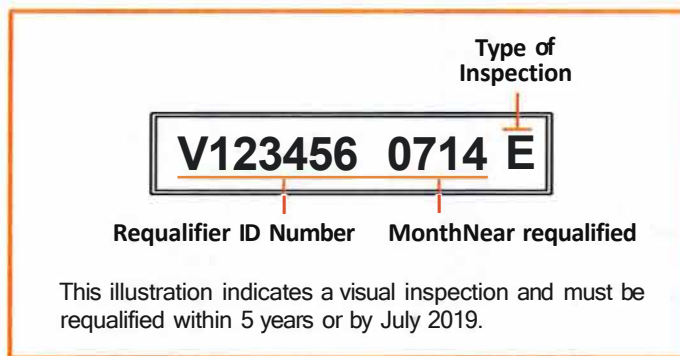 Type of
Inspection
V123456 0714 E
Requalifier ID Number MonthNear requalified
This illustration indicates a visual inspection and must be
requalified within 5 years or by July 2019.